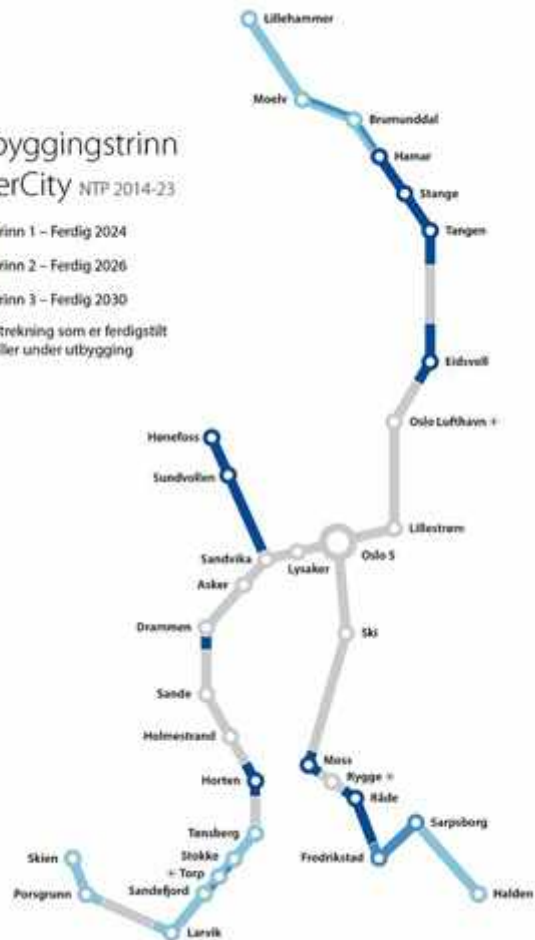 byggingstrinn
erCity NTP 2014-23
rinn 1 – Ferdig 2024
rinn 2 – Ferdig 2026
rinn 3 – Ferdig 2030
trekning som er ferdigstilt
ller under utbygging
Lillehammer
Moelv
Brumunddal
Hamar
Stange
Tangen
Eidsvoll
Oslo Lufthavn +
Hønefoss
Sundvollen
Lillestrøm
Sandvika
Lysaker
Oslo S
Asker
Drammen
Ski
Sande
Holmestrand
Moss
Rygge +
Horten
Råde
Tønsberg
Sarpsborg
Stokke
Skien
Fredrikstad
+ Torp
Sandefjord
Porsgrunn
Halden
Larvik